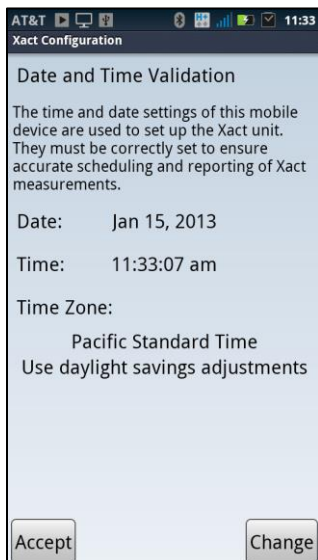 AT&T 11:33
Xact Configuration
Date and Time Validation
The time and date settings of this mobile
device are used to set up the Xact unit.
They must be correctly set to ensure
accurate scheduling and reporting of Xact
measurements.
Date: Jan 15, 2013
Time: 11:33:07 am
Time Zone:
Pacific Standard Time
Use daylight savings adjustments
Accept Change